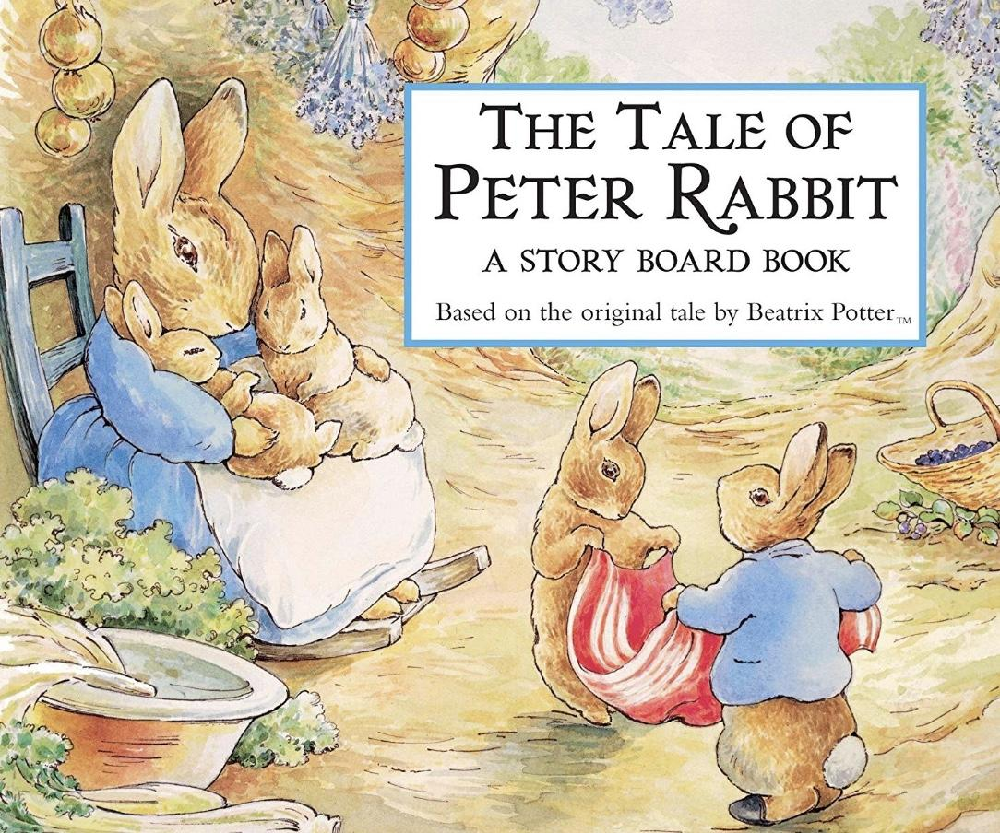 THE TALE OF
PETER RABBIT
A STORY BOARD BOOK
Based on the original tale by Beatrix Potter™